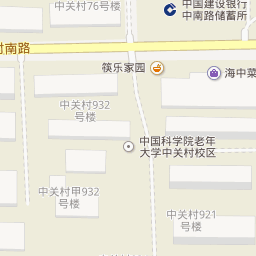 中关村76号楼
中国建设银行
中南路储蓄所
村南路
筷乐家园
海中菜
中关村932
号楼
中国科学院老年
大学中关村校区
中关村甲932
号楼
中关村921
号楼